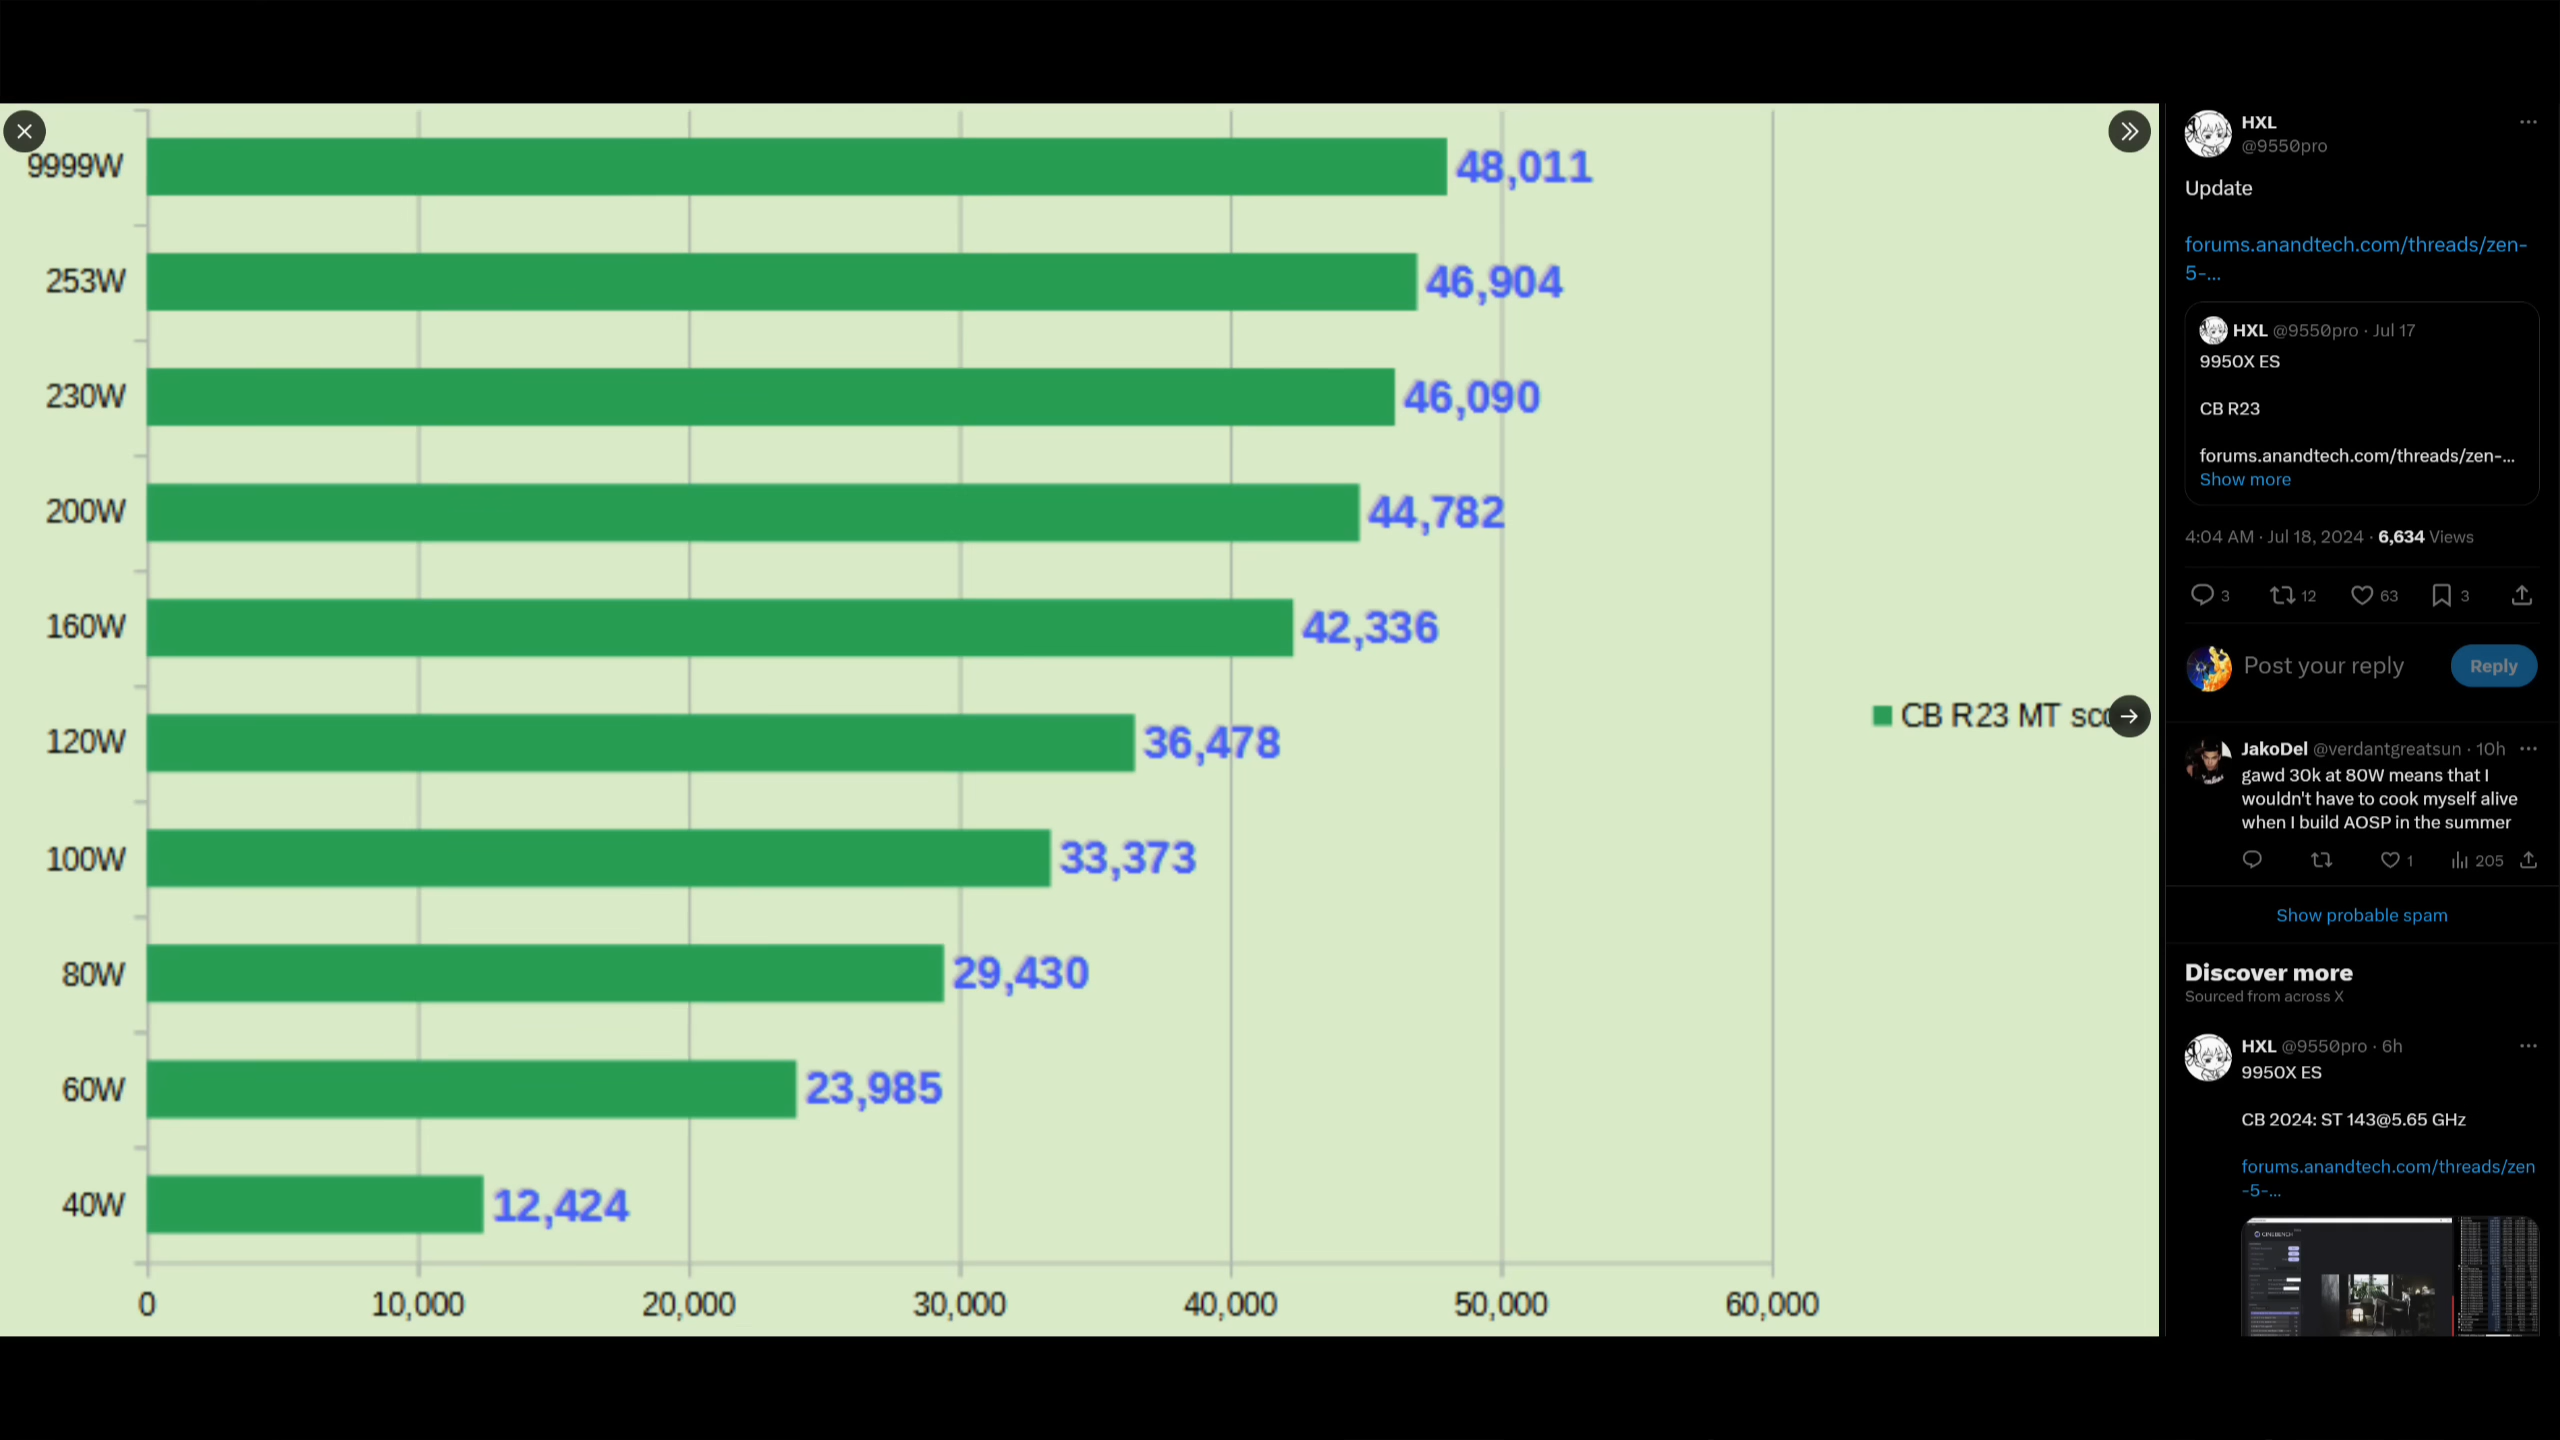 9999W 48,011
253W 46,904
230W 46,090
200W 44,782
160W 42,336
120W 36,478
100W 33,373
80W 29,430
60W 23,985
40W 12,424
0 10,000 20,000 30,000 40,000 50,000 60,000
CB R23 MT sco
HXL
@9550pro
Update
forums.anandtech.com/threads/zen-
5-...
HXL @9550pro · Jul 17
9950X ES
CB R23
forums.anandtech.com/threads/zen-...
Show more
4:04 AM · Jul 18, 2024 · 6,634 Views
3 12 63 3
Post your reply
Reply
JakoDel @verdantgreatsun · 10h
gawd 30k at 80W means that I
wouldn't have to cook myself alive
when I build AOSP in the summer
1 205
Show probable spam
Discover more
Sourced from across X
HXL @9550pro · 6h
9950X ES
CB 2024: ST 143@5.65 GHz
forums.anandtech.com/threads/zen
-5-...
CINEBENCH